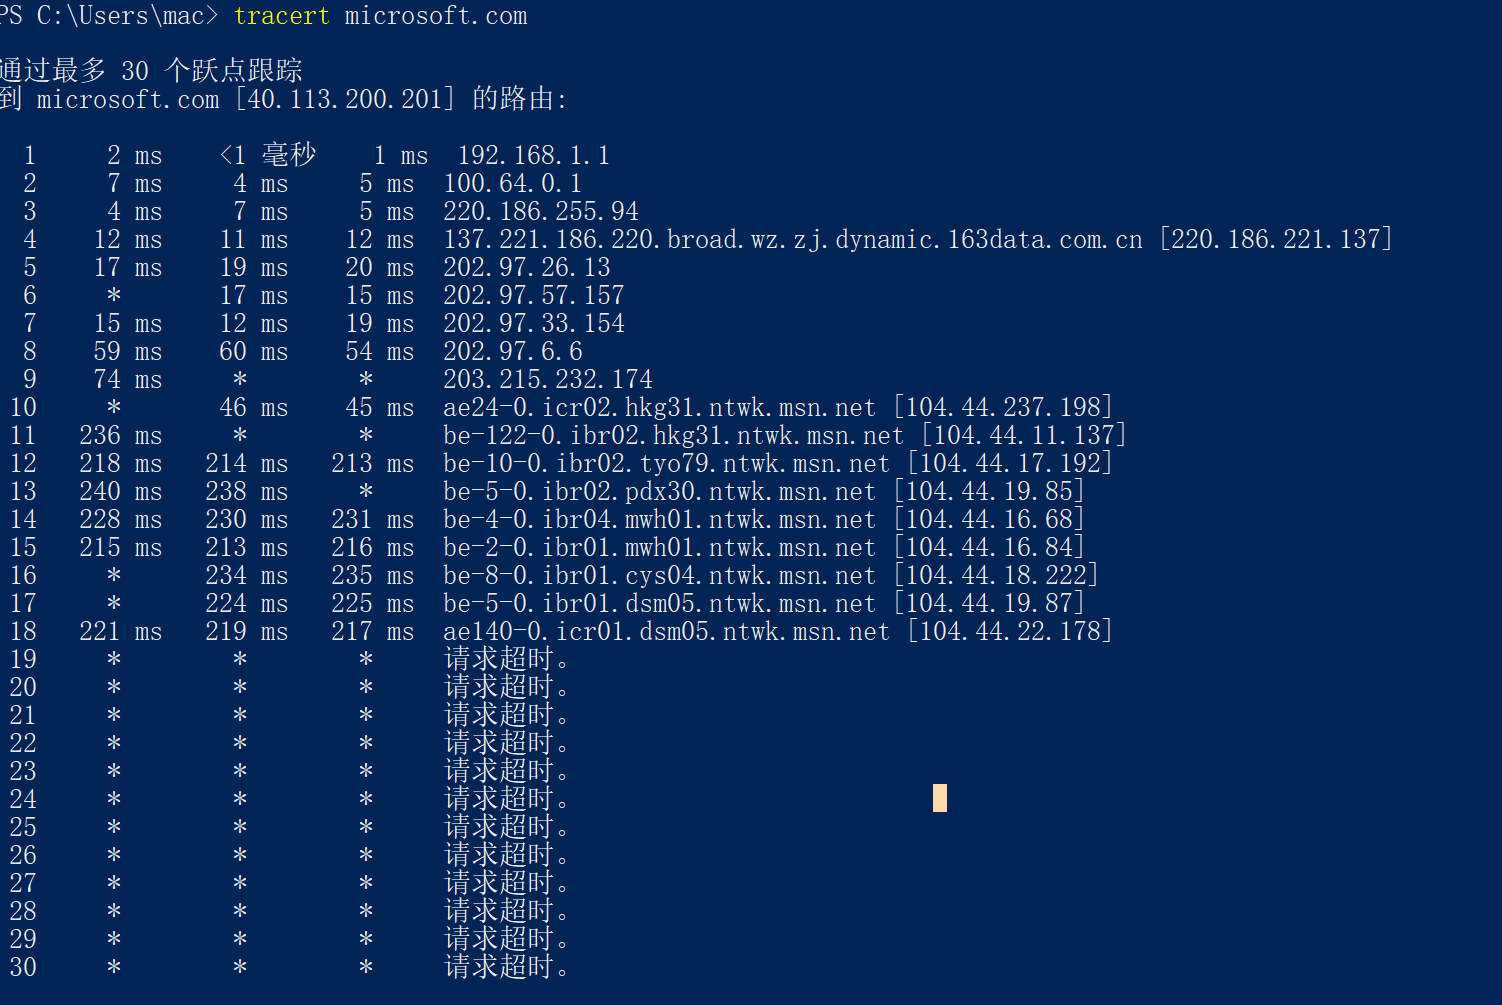 PS C:\Users\mac> tracert microsoft.com
通过最多 30 个跃点跟踪
到 microsoft.com [40.113.200.201] 的路由:
1 2 ms <1 毫秒 1 ms 192.168.1.1
2 7 ms 4 ms 5 ms 100.64.0.1
3 4 ms 7 ms 5 ms 220.186.255.94
4 12 ms 11 ms 12 ms 137.221.186.220.broad.wz.zj.dynamic.163data.com.cn [220.186.221.137]
5 17 ms 19 ms 20 ms 202.97.26.13
6 * 17 ms 15 ms 202.97.57.157
7 15 ms 12 ms 19 ms 202.97.33.154
8 59 ms 60 ms 54 ms 202.97.6.6
9 74 ms * * 203.215.232.174
10 * 46 ms 45 ms ae24-0.icr02.hkg31.ntwk.msn.net [104.44.237.198]
11 236 ms * * be-122-0.ibr02.hkg31.ntwk.msn.net [104.44.11.137]
12 218 ms 214 ms 213 ms be-10-0.ibr02.tyo79.ntwk.msn.net [104.44.17.192]
13 240 ms 238 ms * be-5-0.ibr02.pdx30.ntwk.msn.net [104.44.19.85]
14 228 ms 230 ms 231 ms be-4-0.ibr04.mwh01.ntwk.msn.net [104.44.16.68]
15 215 ms 213 ms 216 ms be-2-0.ibr01.mwh01.ntwk.msn.net [104.44.16.84]
16 * 234 ms 235 ms be-8-0.ibr01.cys04.ntwk.msn.net [104.44.18.222]
17 * 224 ms 225 ms be-5-0.ibr01.dsm05.ntwk.msn.net [104.44.19.87]
18 221 ms 219 ms 217 ms ae140-0.icr01.dsm05.ntwk.msn.net [104.44.22.178]
19 * * * 请求超时。
20 * * * 请求超时。
21 * * * 请求超时。
22 * * * 请求超时。
23 * * * 请求超时。
24 * * * 请求超时。
25 * * * 请求超时。
26 * * * 请求超时。
27 * * * 请求超时。
28 * * * 请求超时。
29 * * * 请求超时。
30 * * * 请求超时。